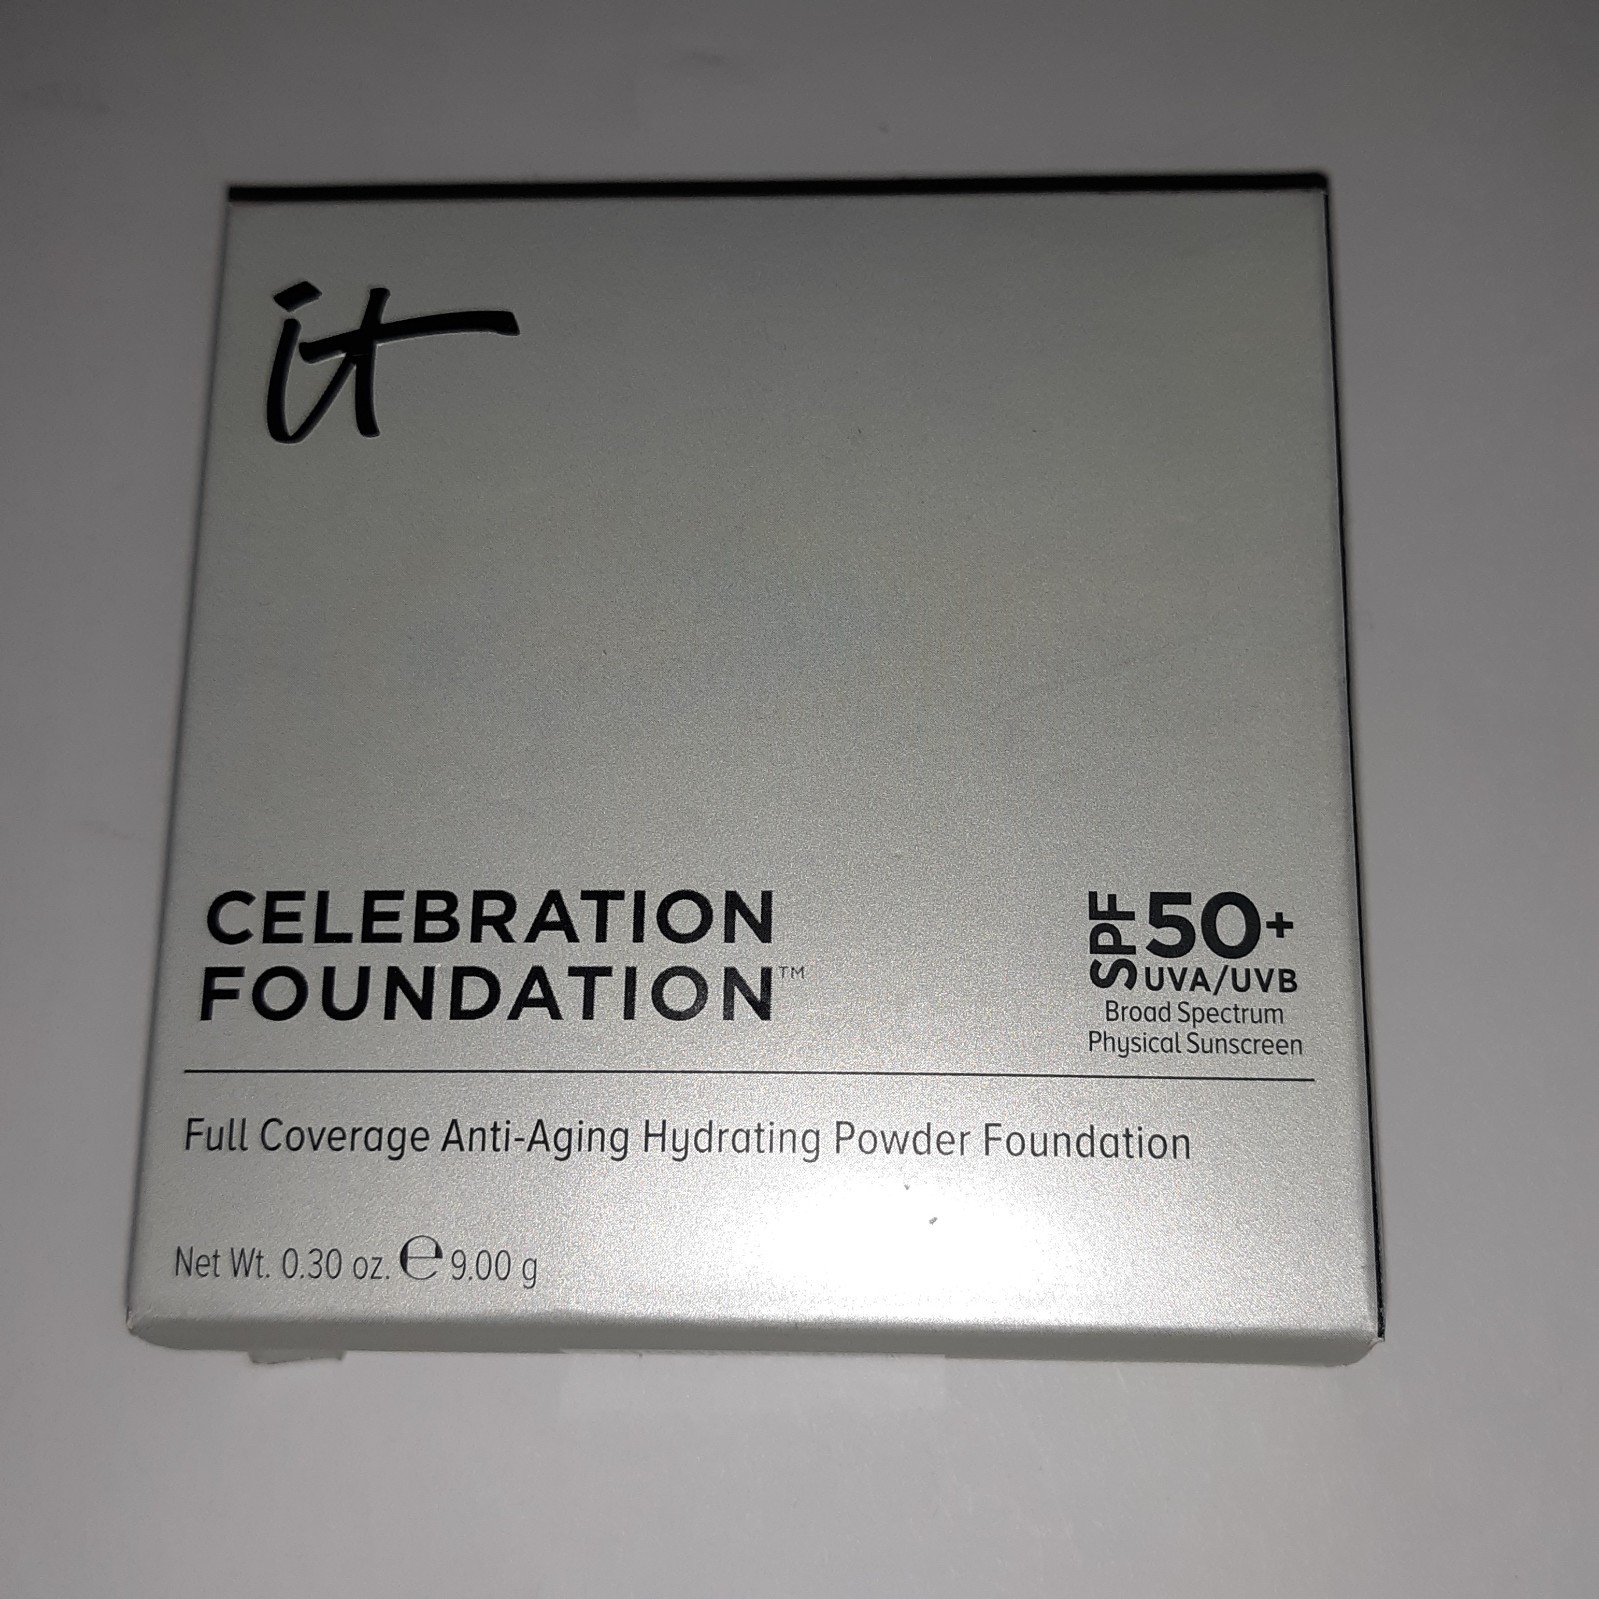 it
CELEBRATION
FOUNDATION™
SPF 50+
UVA/UVB
Broad Spectrum
Physical Sunscreen
Full Coverage Anti-Aging Hydrating Powder Foundation
Net Wt. 0.30 oz. ℮ 9.00 g